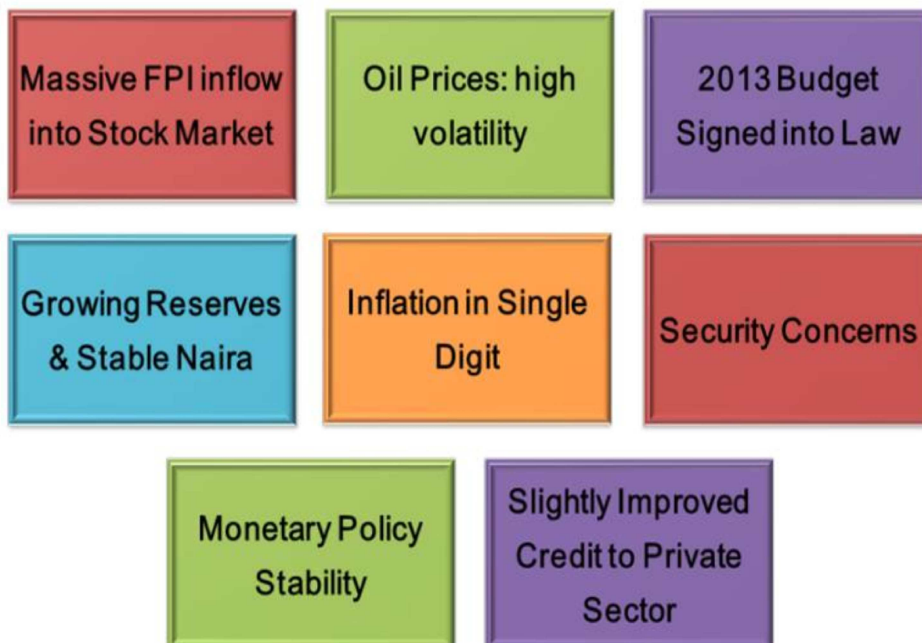 Massive FPI inflow
into Stock Market
Oil Prices: high
volatility
2013 Budget
Signed into Law
Growing Reserves
& Stable Naira
Inflation in Single
Digit
Security Concerns
Monetary Policy
Stability
Slightly Improved
Credit to Private
Sector